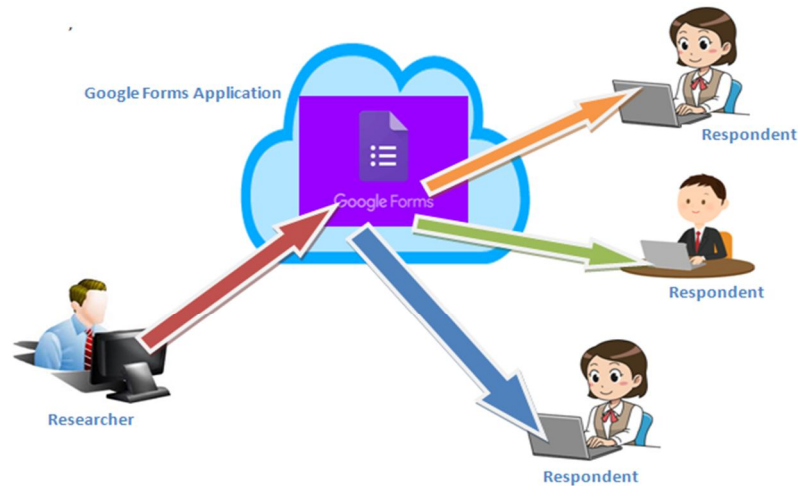 Google Forms Application
Google Forms
Respondent
Respondent
Researcher
Respondent